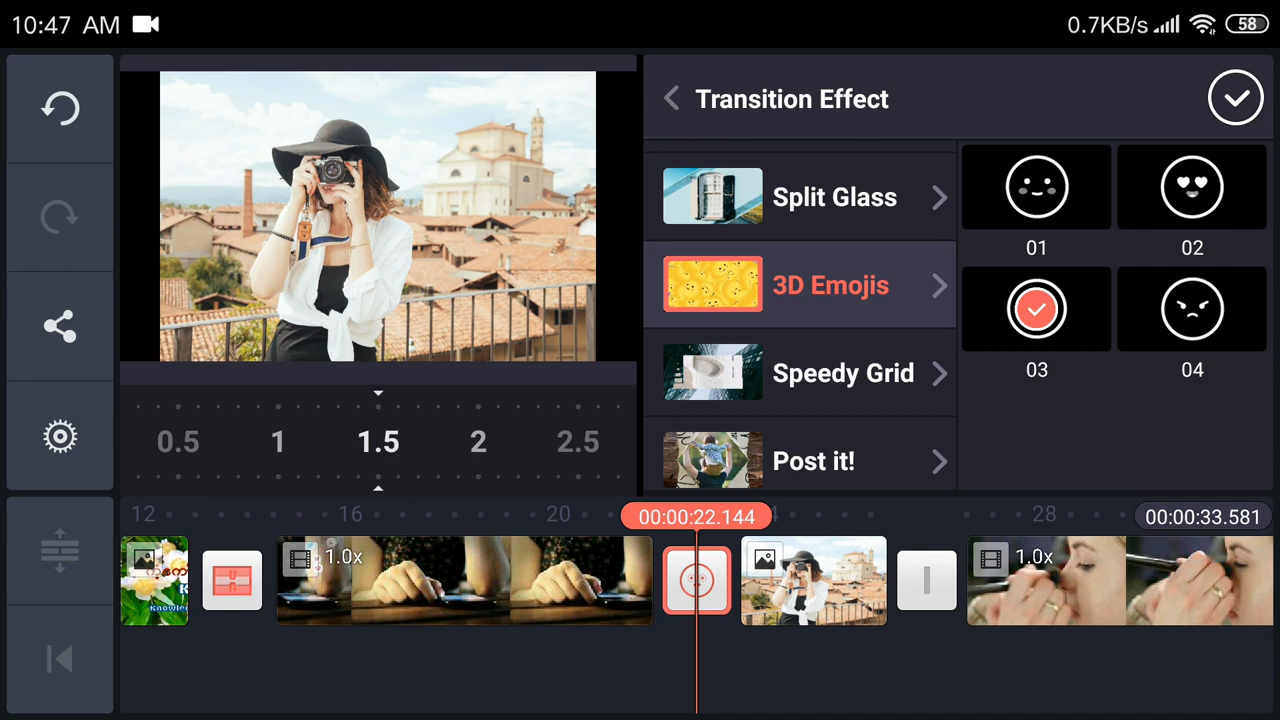 10:47 AM
0.7KB/s 58
Transition Effect
Split Glass
01 02
3D Emojis
03 04
Speedy Grid
Post it!
0.5 1 1.5 2 2.5
12 16 20 00:00:22.144 28 00:00:33.581
1.0x 1.0x